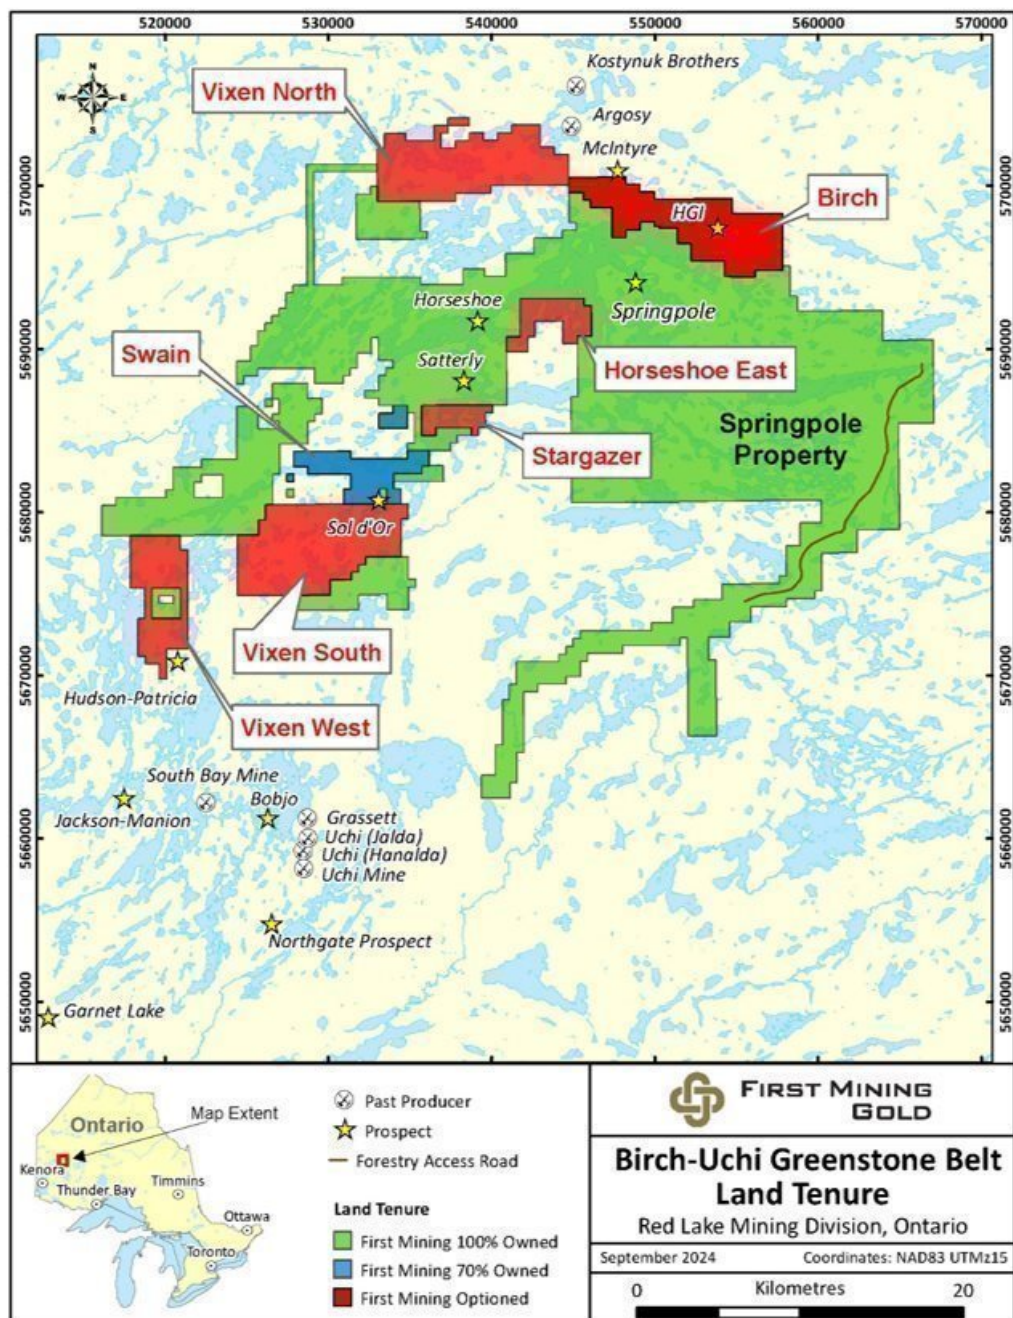 520000
530000
540000
550000
560000
570000
N
W
E
S
Kostynuk Brothers
Vixen North
Argosy
McIntyre
5700000
5700000
Birch
HGI
Horseshoe
Springpole
Swain
5690000
5690000
Satterly
Horseshoe East
Springpole
Property
Stargazer
5680000
5680000
Sol d'Or
Vixen South
5670000
5670000
Hudson-Patricia
Vixen West
South Bay Mine
Bobjo
Jackson-Manion
Grassett
Uchi (Jalda)
Uchi (Hanalda)
Uchi Mine
5660000
5660000
Northgate Prospect
5650000
5650000
Garnet Lake
Ontario
Map Extent
Kenora
Thunder Bay
Timmins
Ottawa
Toronto
Past Producer
Prospect
Forestry Access Road
Land Tenure
First Mining 100% Owned
First Mining 70% Owned
First Mining Optioned
FIRST MINING
GOLD
Birch-Uchi Greenstone Belt
Land Tenure
Red Lake Mining Division, Ontario
September 2024
Coordinates: NAD83 UTMz15
0 Kilometres 20